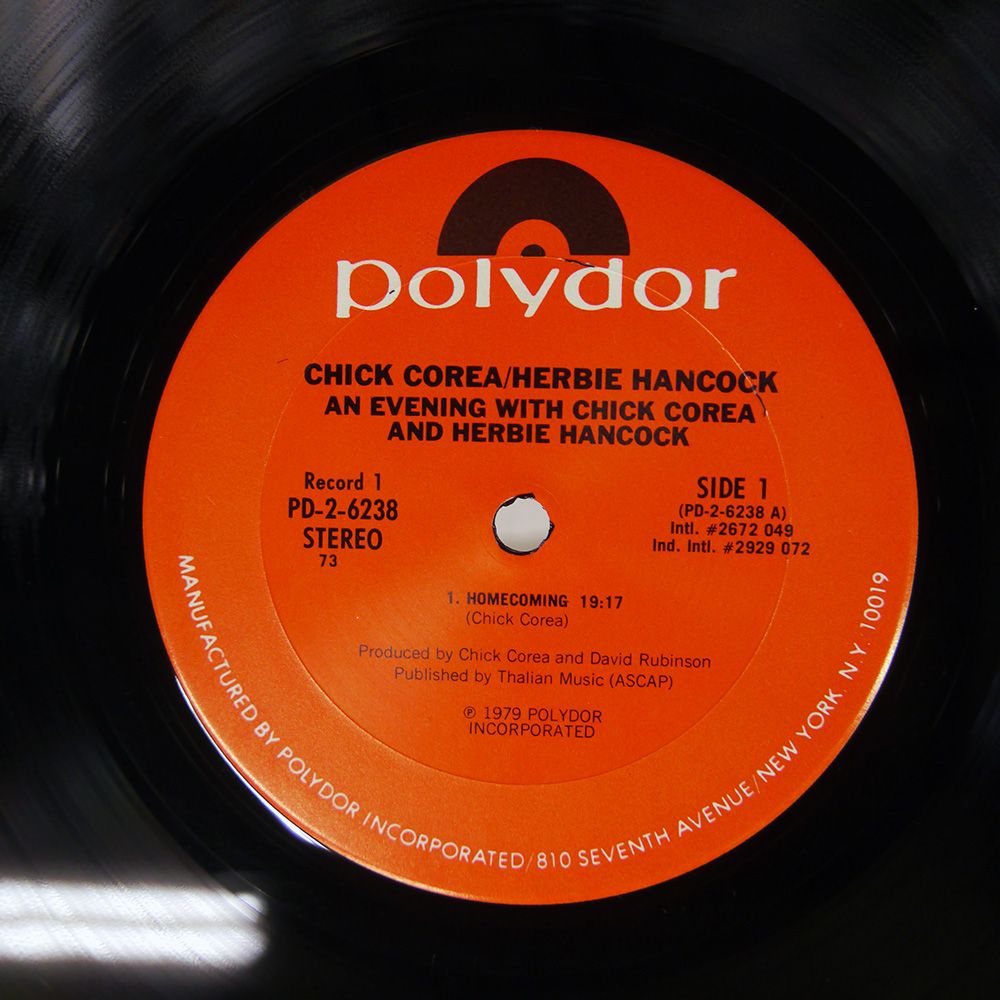 polydor
CHICK COREA/HERBIE HANCOCK
AN EVENING WITH CHICK COREA
AND HERBIE HANCOCK
Record 1
PD-2-6238
STEREO
73
SIDE 1
(PD-2-6238 A)
Intl. #2672 049
Ind. Intl. #2929 072
1. HOMECOMING 19:17
(Chick Corea)
Produced by Chick Corea and David Rubinson
Published by Thalian Music (ASCAP)
℗ 1979 POLYDOR
INCORPORATED
MANUFACTURED BY POLYDOR INCORPORATED/810 SEVENTH AVENUE/NEW YORK, N.Y. 10019